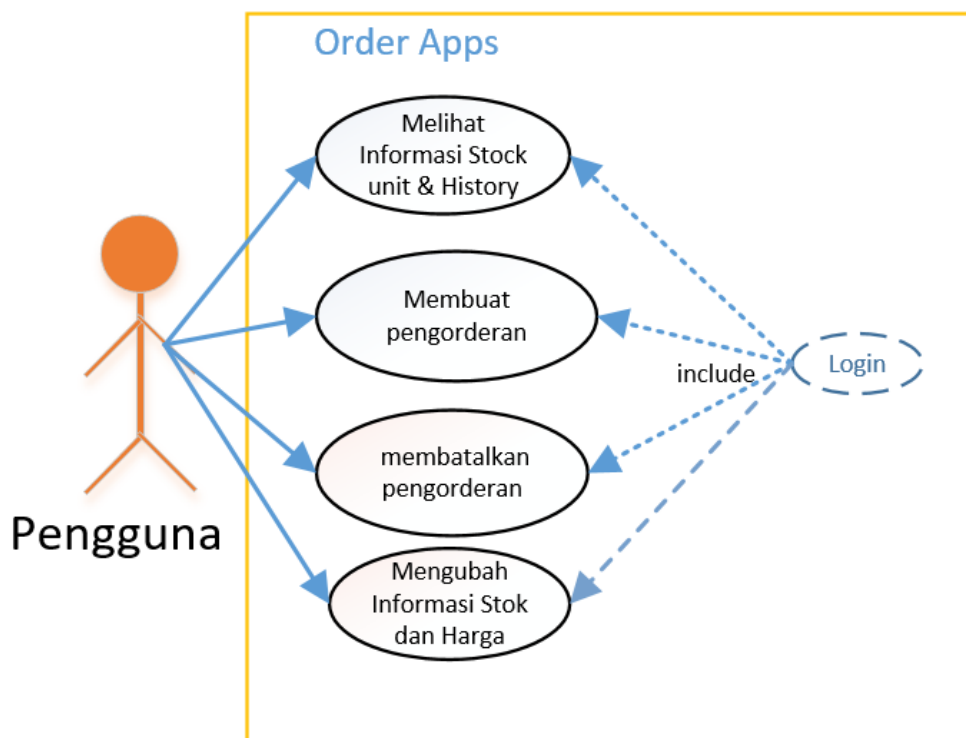 Order Apps
Melihat
Informasi Stock
unit & History
Membuat
pengorderan
include
Login
membatalkan
pengorderan
Pengguna
Mengubah
Informasi Stok
dan Harga